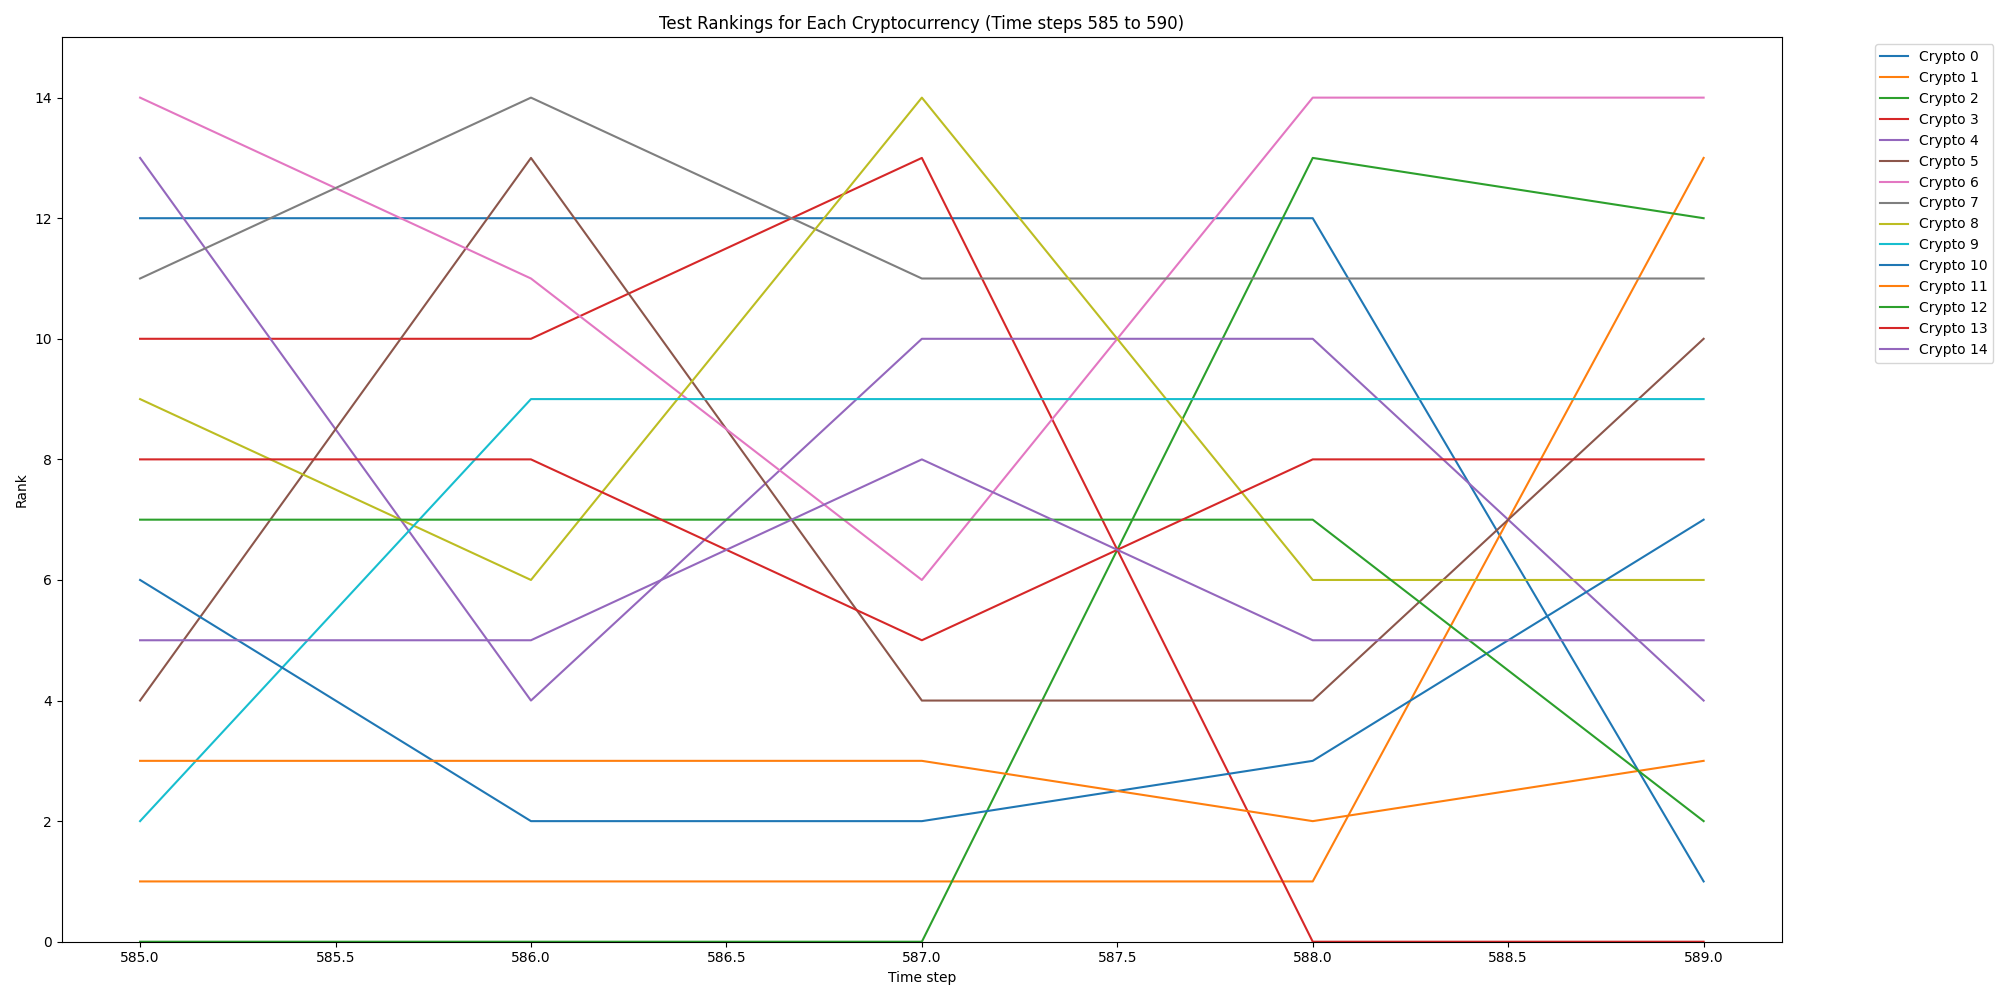 Test Rankings for Each Cryptocurrency (Time steps 585 to 590)
Rank
14
12
10
8
6
4
2
0
585.0 585.5 586.0 586.5 587.0 587.5 588.0 588.5 589.0
Time step
Crypto 0
Crypto 1
Crypto 2
Crypto 3
Crypto 4
Crypto 5
Crypto 6
Crypto 7
Crypto 8
Crypto 9
Crypto 10
Crypto 11
Crypto 12
Crypto 13
Crypto 14